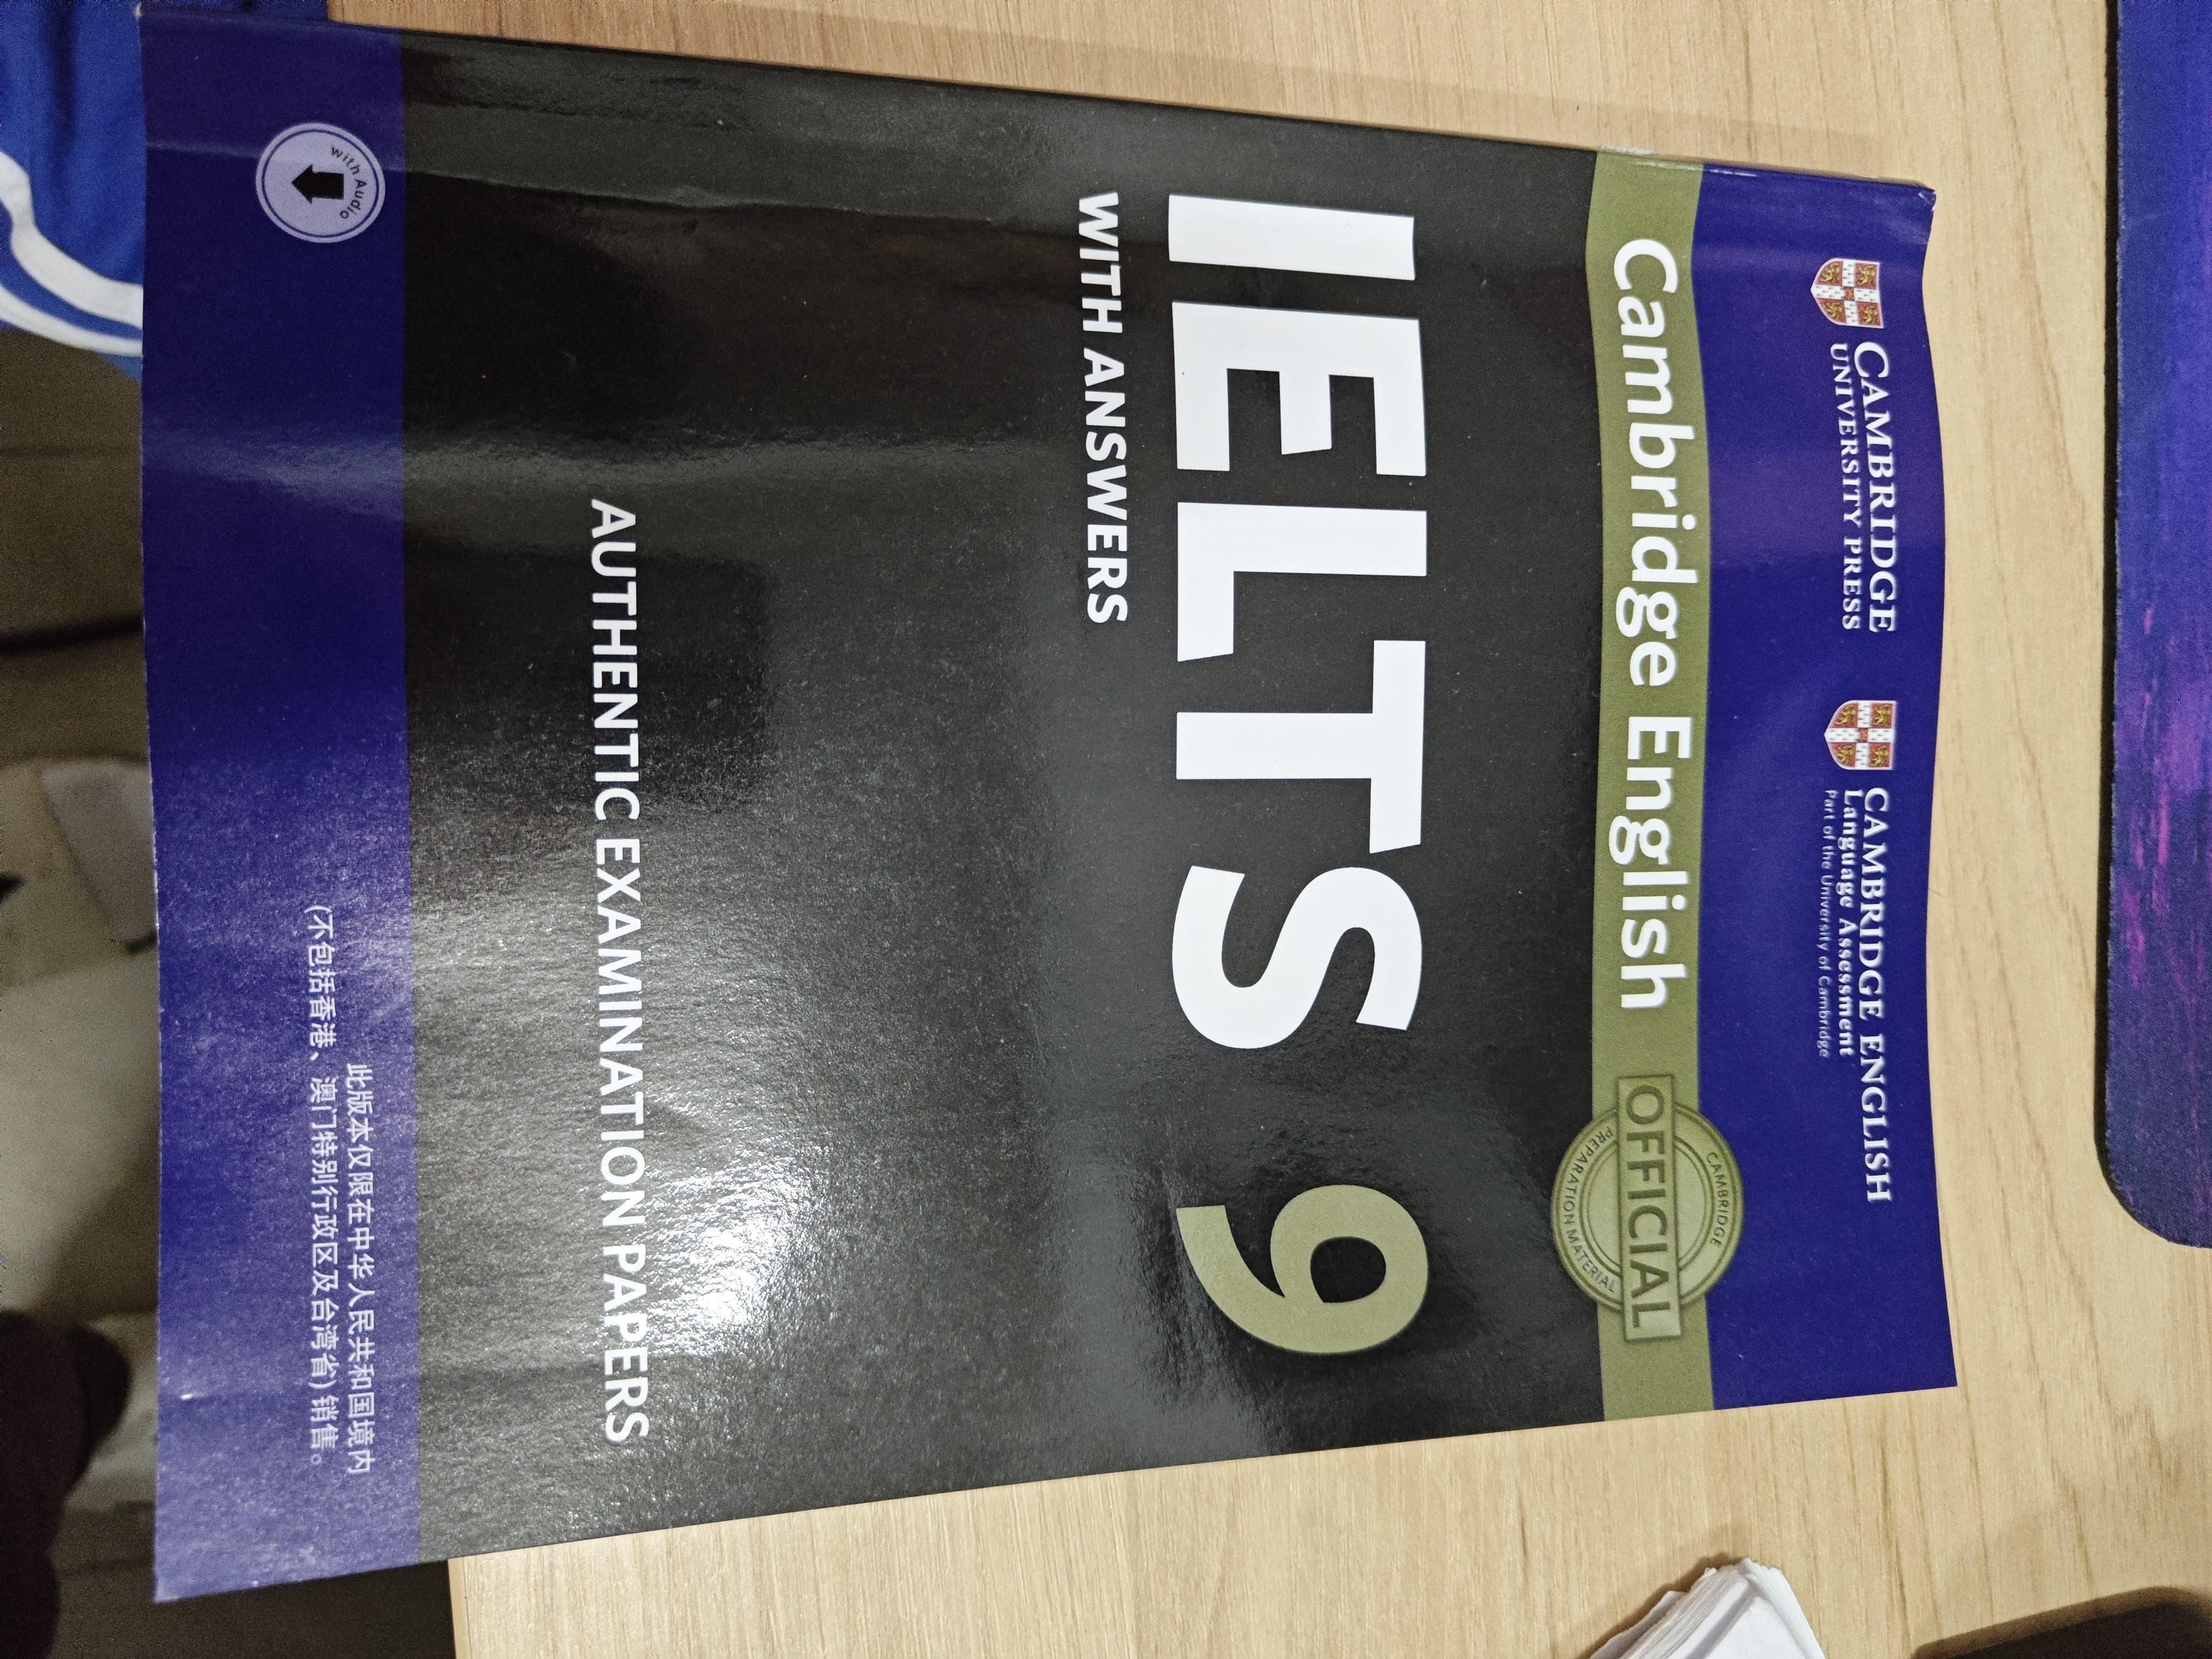 CAMBRIDGE
UNIVERSITY PRESS
CAMBRIDGE ENGLISH
Language Assessment
Part of the University of Cambridge
Cambridge English
CAMBRIDGE
OFFICIAL
PREPARATION MATERIAL
IELTS 9
WITH ANSWERS
AUTHENTIC EXAMINATION PAPERS
with Audio
此版本仅限在中华人民共和国境内
(不包括香港、澳门特别行政区及台湾省)销售。